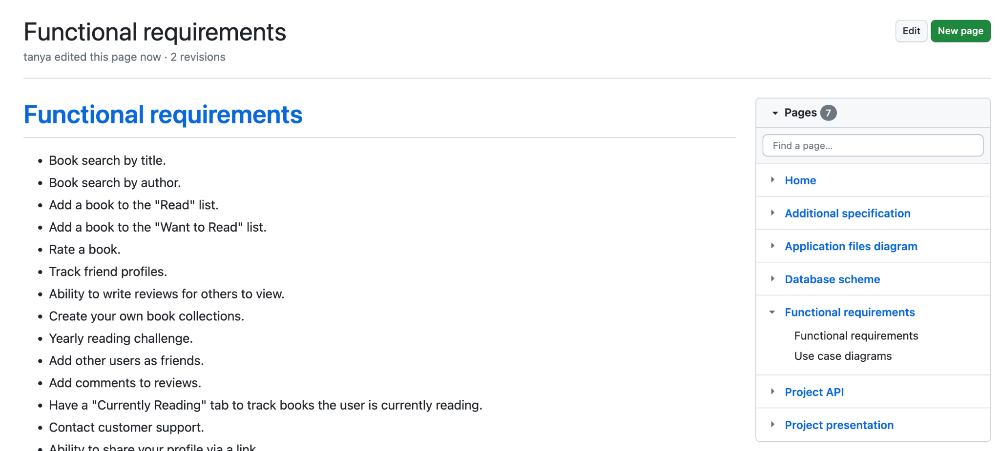 Functional requirements
Edit
New page
tanya edited this page now · 2 revisions
Functional requirements
• Book search by title.
• Book search by author.
• Add a book to the "Read" list.
• Add a book to the "Want to Read" list.
• Rate a book.
• Track friend profiles.
• Ability to write reviews for others to view.
• Create your own book collections.
• Yearly reading challenge.
• Add other users as friends.
• Add comments to reviews.
• Have a "Currently Reading" tab to track books the user is currently reading.
• Contact customer support.
• Ability to share your profile via a link
Pages 7
Find a page...
Home
Additional specification
Application files diagram
Database scheme
Functional requirements
Functional requirements
Use case diagrams
Project API
Project presentation